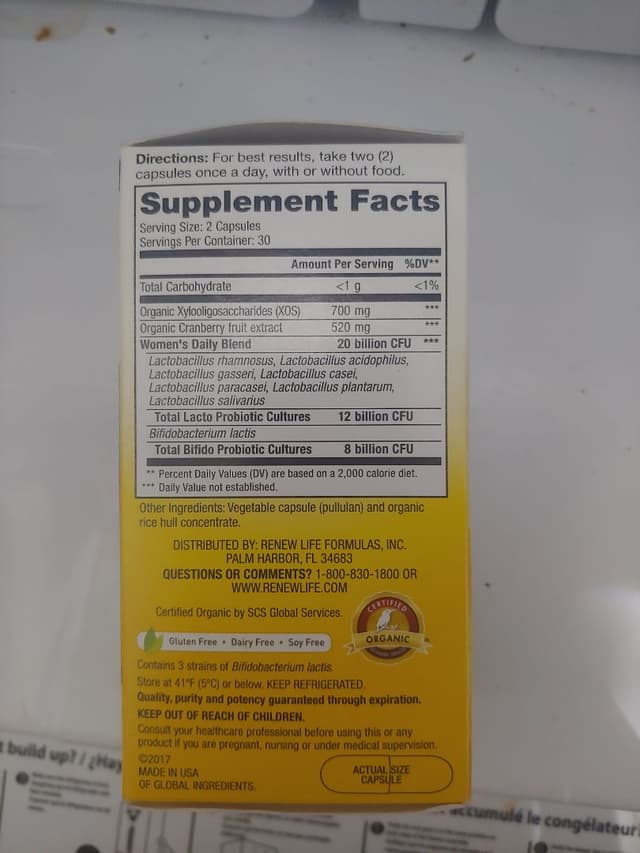 Directions: For best results, take two (2)
capsules once a day, with or without food.
Supplement Facts
Serving Size: 2 Capsules
Servings Per Container: 30
Amount Per Serving %DV**
Total Carbohydrate <1 g <1%
Organic Xylooligosaccharides (XOS) 700 mg ***
Organic Cranberry fruit extract 520 mg ***
Women's Daily Blend 20 billion CFU ***
Lactobacillus rhamnosus, Lactobacillus acidophilus,
Lactobacillus gasseri, Lactobacillus casei,
Lactobacillus paracasei, Lactobacillus plantarum,
Lactobacillus salivarius
Total Lacto Probiotic Cultures 12 billion CFU
Bifidobacterium lactis
Total Bifido Probiotic Cultures 8 billion CFU
** Percent Daily Values (DV) are based on a 2,000 calorie diet.
*** Daily Value not established.
Other Ingredients: Vegetable capsule (pullulan) and organic
rice hull concentrate.
DISTRIBUTED BY: RENEW LIFE FORMULAS, INC.
PALM HARBOR, FL 34683
QUESTIONS OR COMMENTS? 1-800-830-1800 OR
WWW.RENEWLIFE.COM
Certified Organic by SCS Global Services.
CERTIFIED
ORGANIC
Gluten Free • Dairy Free • Soy Free
Contains 3 strains of Bifidobacterium lactis.
Store at 41°F (5°C) or below. KEEP REFRIGERATED.
Quality, purity and potency guaranteed through expiration.
KEEP OUT OF REACH OF CHILDREN.
Consult your healthcare professional before using this or any
product if you are pregnant, nursing or under medical supervision.
©2017
MADE IN USA
OF GLOBAL INGREDIENTS.
ACTUAL SIZE
CAPSULE
build up? / ¿Hay
accumulé le congélateur